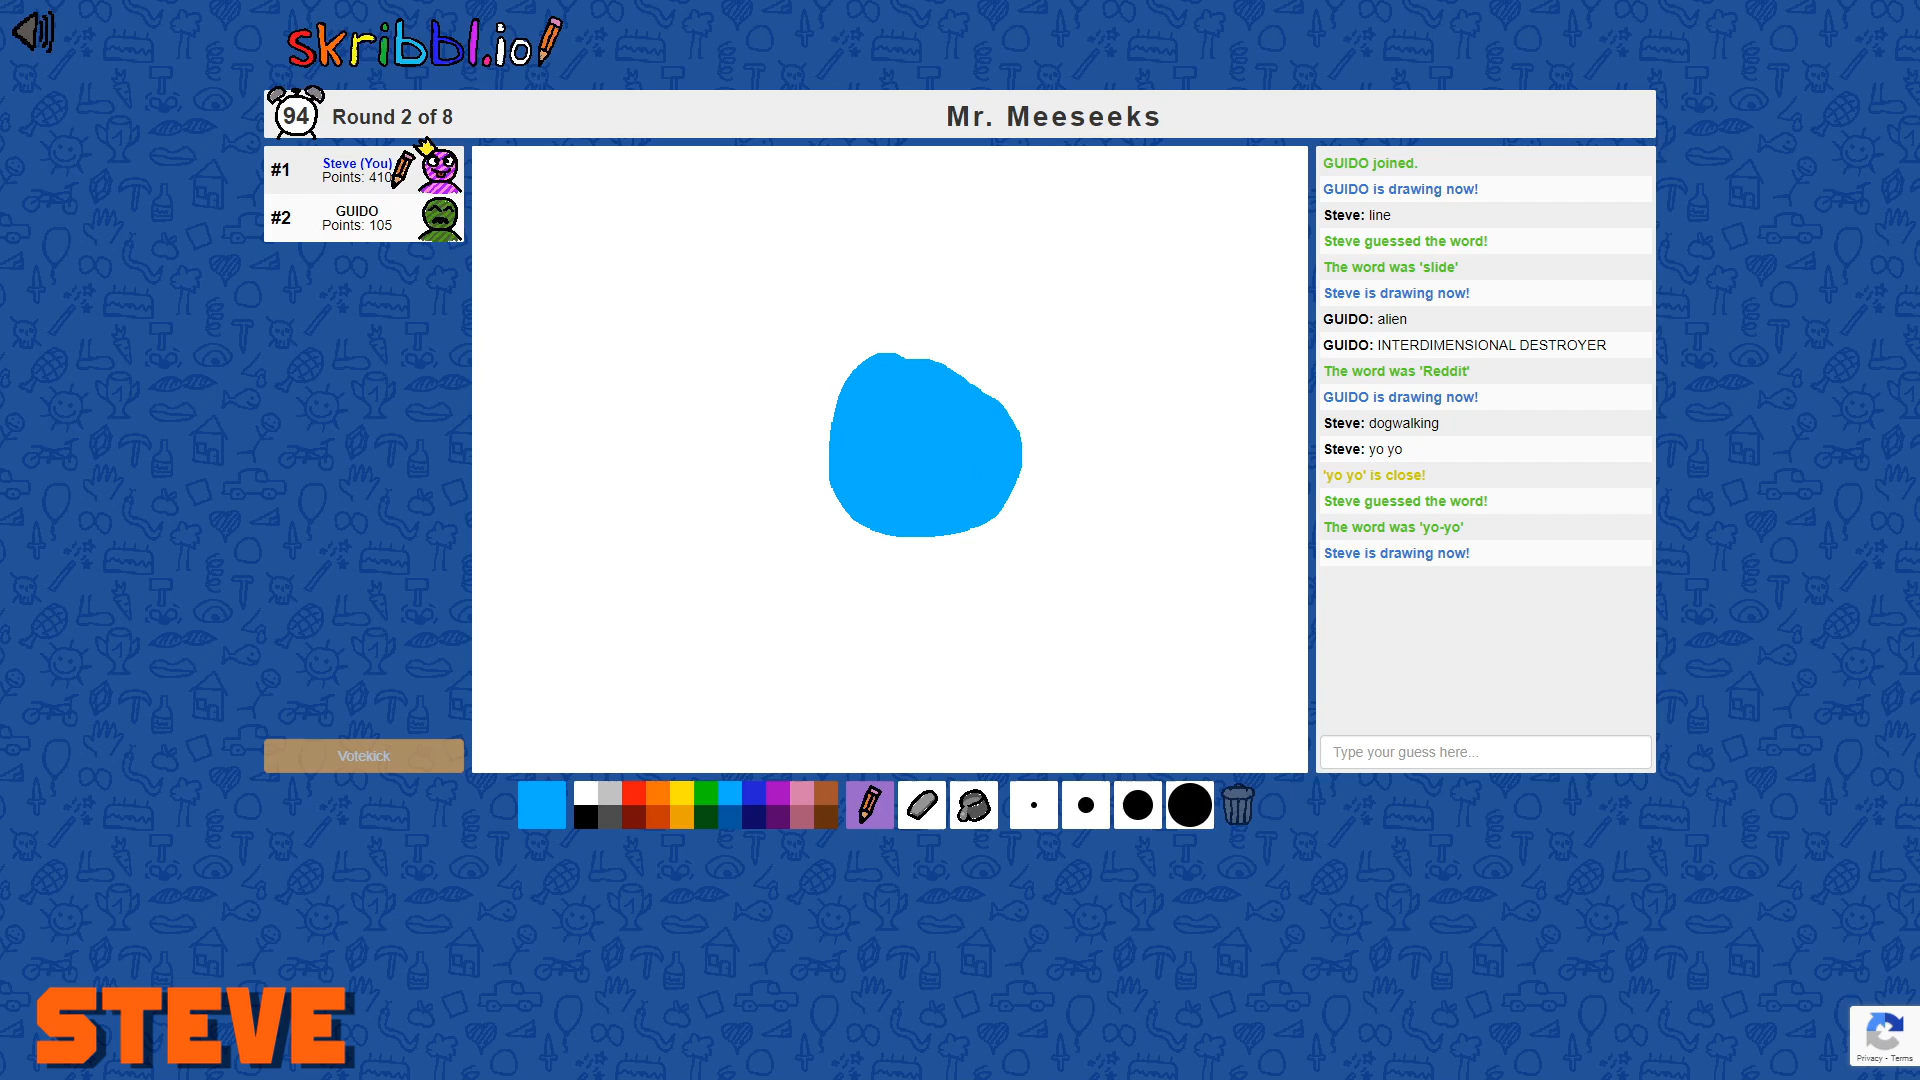 skribbl.io
94
Round 2 of 8
Mr. Meeseeks
#1
Steve (You)
Points: 410
#2
GUIDO
Points: 105
GUIDO joined.
GUIDO is drawing now!
Steve: line
Steve guessed the word!
The word was 'slide'
Steve is drawing now!
GUIDO: alien
GUIDO: INTERDIMENSIONAL DESTROYER
The word was 'Reddit'
GUIDO is drawing now!
Steve: dogwalking
Steve: yo yo
'yo yo' is close!
Steve guessed the word!
The word was 'yo-yo'
Steve is drawing now!
Votekick
Type your guess here...
STEVE
Privacy - Terms